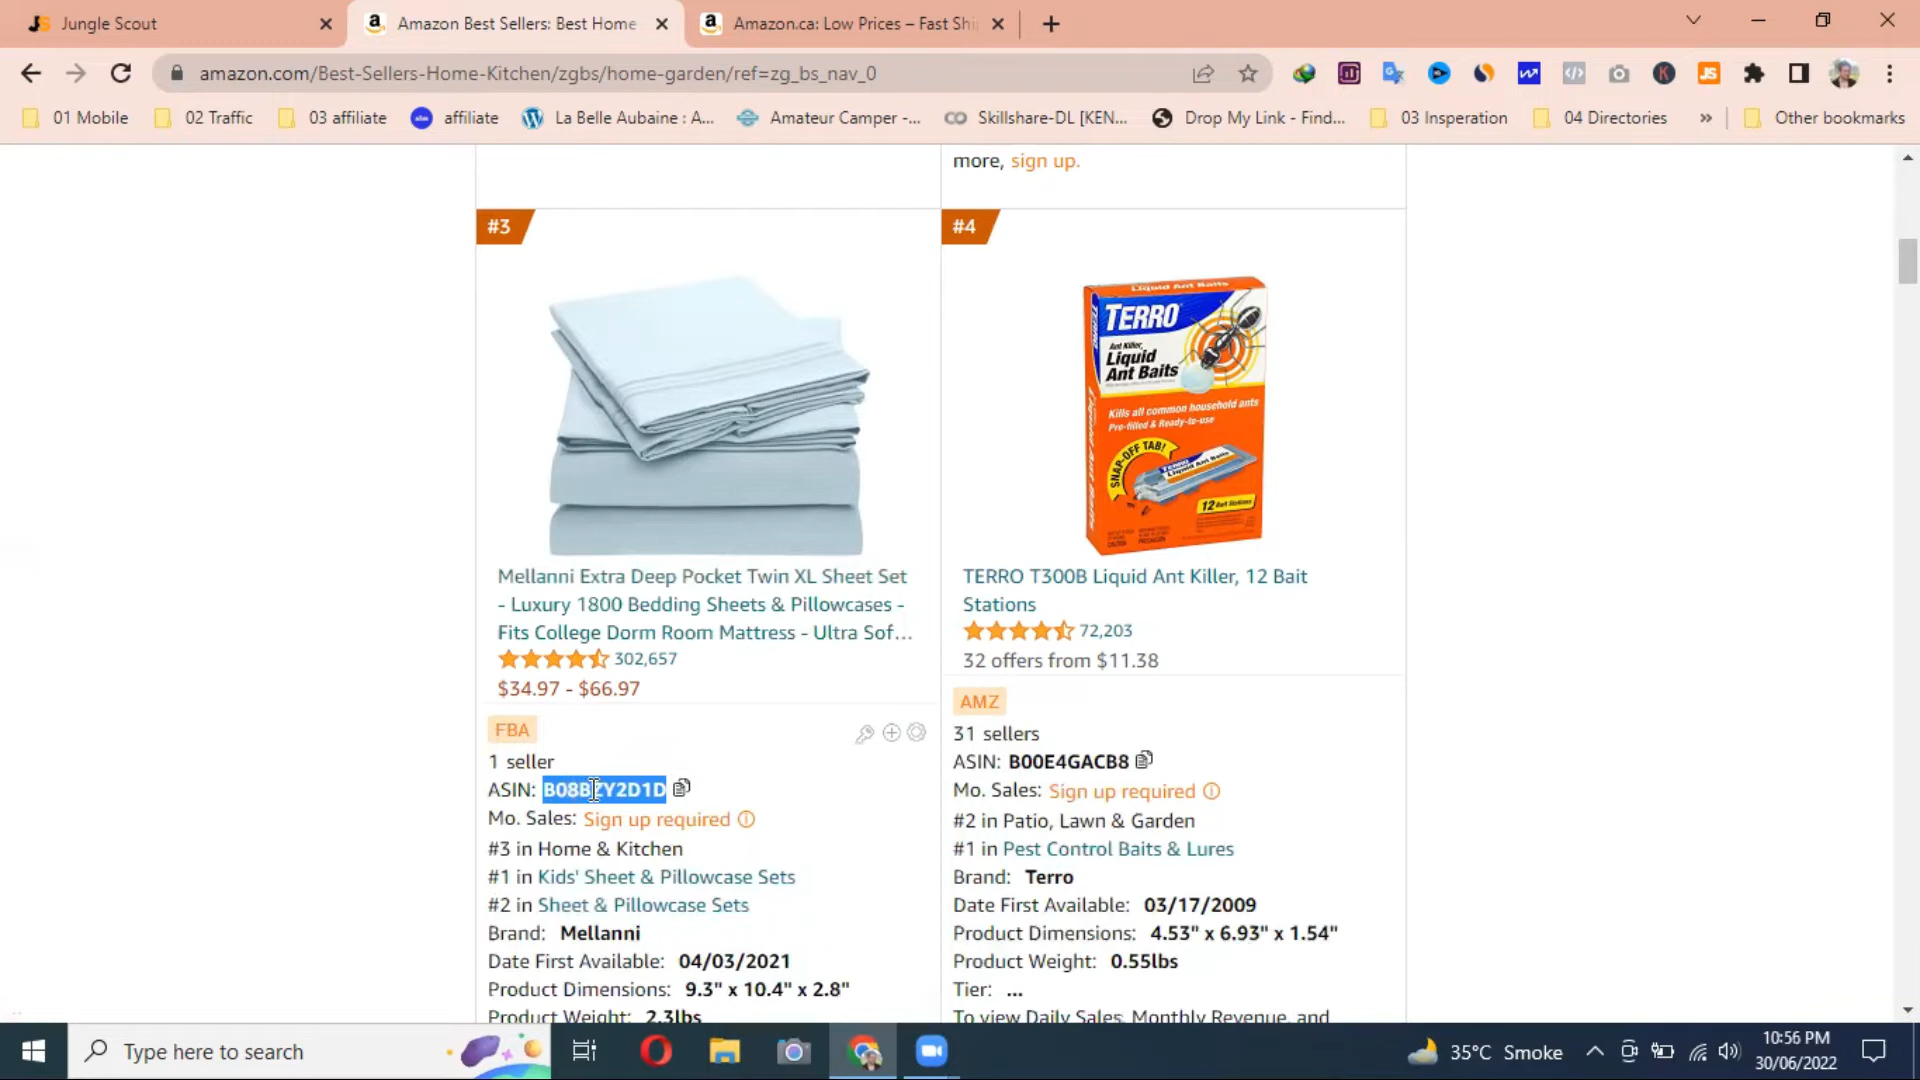 Jungle Scout
Amazon Best Sellers: Best Home
Amazon.ca: Low Prices – Fast Shi
amazon.com/Best-Sellers-Home-Kitchen/zgbs/home-garden/ref=zg_bs_nav_0
01 Mobile
02 Traffic
03 affiliate
affiliate
La Belle Aubaine : A...
Amateur Camper -...
Skillshare-DL [KEN...
Drop My Link - Find...
03 Insperation
04 Directories
»
Other bookmarks
more, sign up.
#3
Mellanni Extra Deep Pocket Twin XL Sheet Set
- Luxury 1800 Bedding Sheets & Pillowcases -
Fits College Dorm Room Mattress - Ultra Sof...
302,657
$34.97 - $66.97
FBA
1 seller
ASIN: B08BZY2D1D
Mo. Sales: Sign up required
#3 in Home & Kitchen
#1 in Kids' Sheet & Pillowcase Sets
#2 in Sheet & Pillowcase Sets
Brand: Mellanni
Date First Available: 04/03/2021
Product Dimensions: 9.3" x 10.4" x 2.8"
Product Weight: 2.3lbs
#4
Liquid Ant Baits
TERRO
Ant Killer,
Liquid
Ant Baits
Kills all common household ants
Pre-filled & Ready-to-use
SNAP-OFF TAB!
12 Bait Stations
TERRO T300B Liquid Ant Killer, 12 Bait
Stations
72,203
32 offers from $11.38
AMZ
31 sellers
ASIN: B00E4GACB8
Mo. Sales: Sign up required
#2 in Patio, Lawn & Garden
#1 in Pest Control Baits & Lures
Brand: Terro
Date First Available: 03/17/2009
Product Dimensions: 4.53" x 6.93" x 1.54"
Product Weight: 0.55lbs
Tier: ...
To view Daily Sales, Monthly Revenue, and
Type here to search
35°C Smoke
10:56 PM
30/06/2022